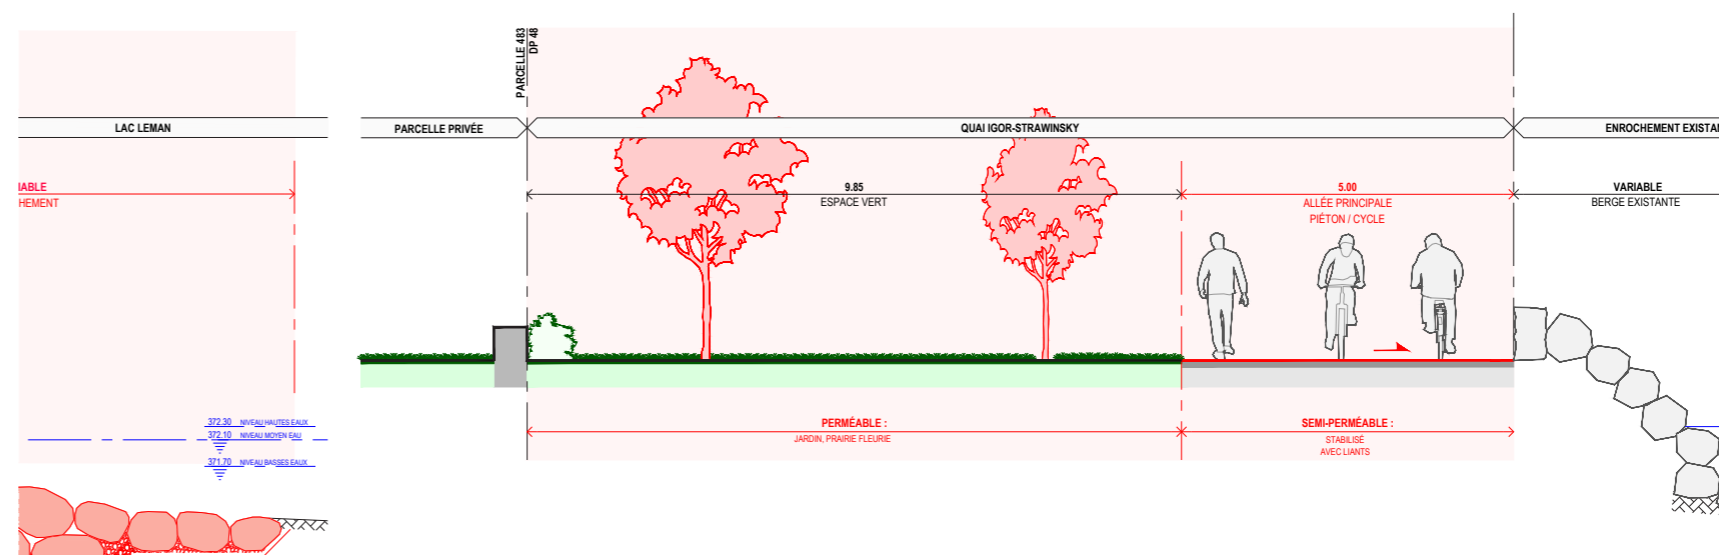 PARCELLE 483
DP 48
LAC LEMAN
PARCELLE PRIVÉE
QUAI IGOR-STRAWINSKY
ENROCHEMENT EXISTAN
IABLE
HEMENT
9.85
ESPACE VERT
5.00
ALLÉE PRINCIPALE
PIÉTON / CYCLE
VARIABLE
BERGE EXISTANTE
372.30 NIVEAU HAUTES EAUX
372.10 NIVEAU MOYEN EAU
371.70 NIVEAU BASSES EAUX
PERMÉABLE :
JARDIN, PRAIRIE FLEURIE
SEMI-PERMÉABLE :
STABILISÉ
AVEC LIANTS